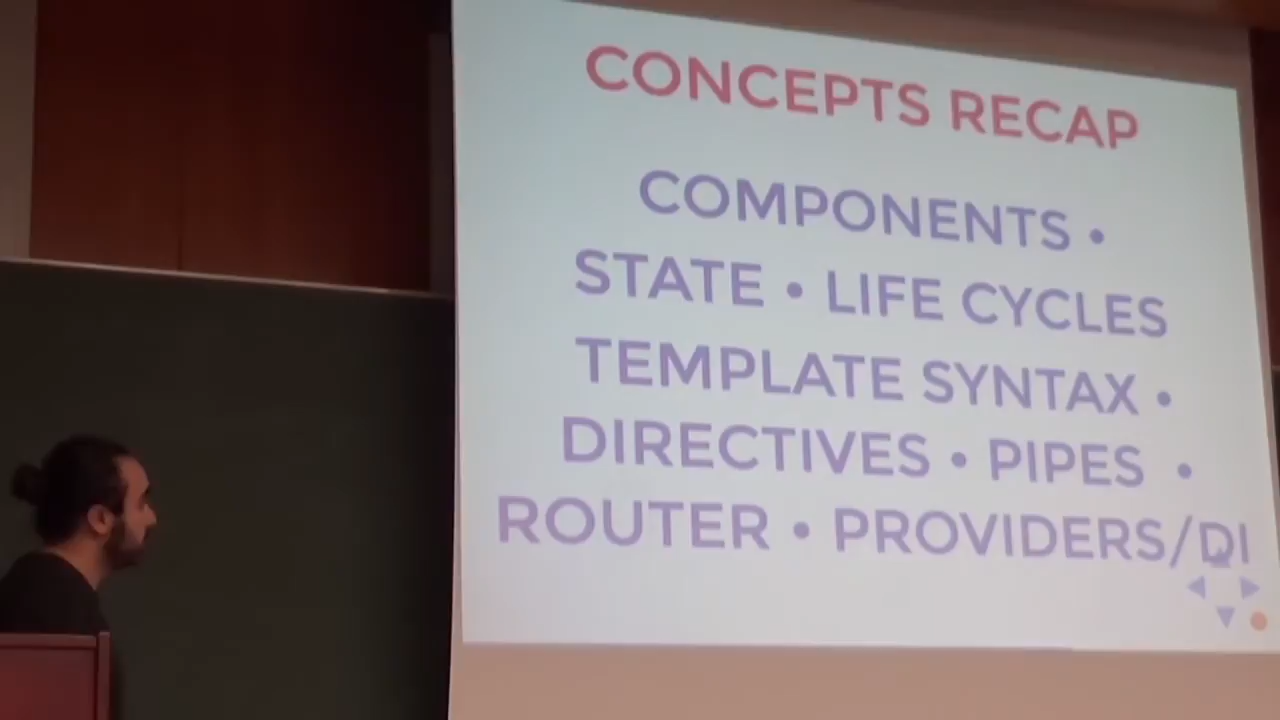 CONCEPTS RECAP
COMPONENTS •
STATE • LIFE CYCLES
TEMPLATE SYNTAX •
DIRECTIVES • PIPES •
ROUTER • PROVIDERS/DI